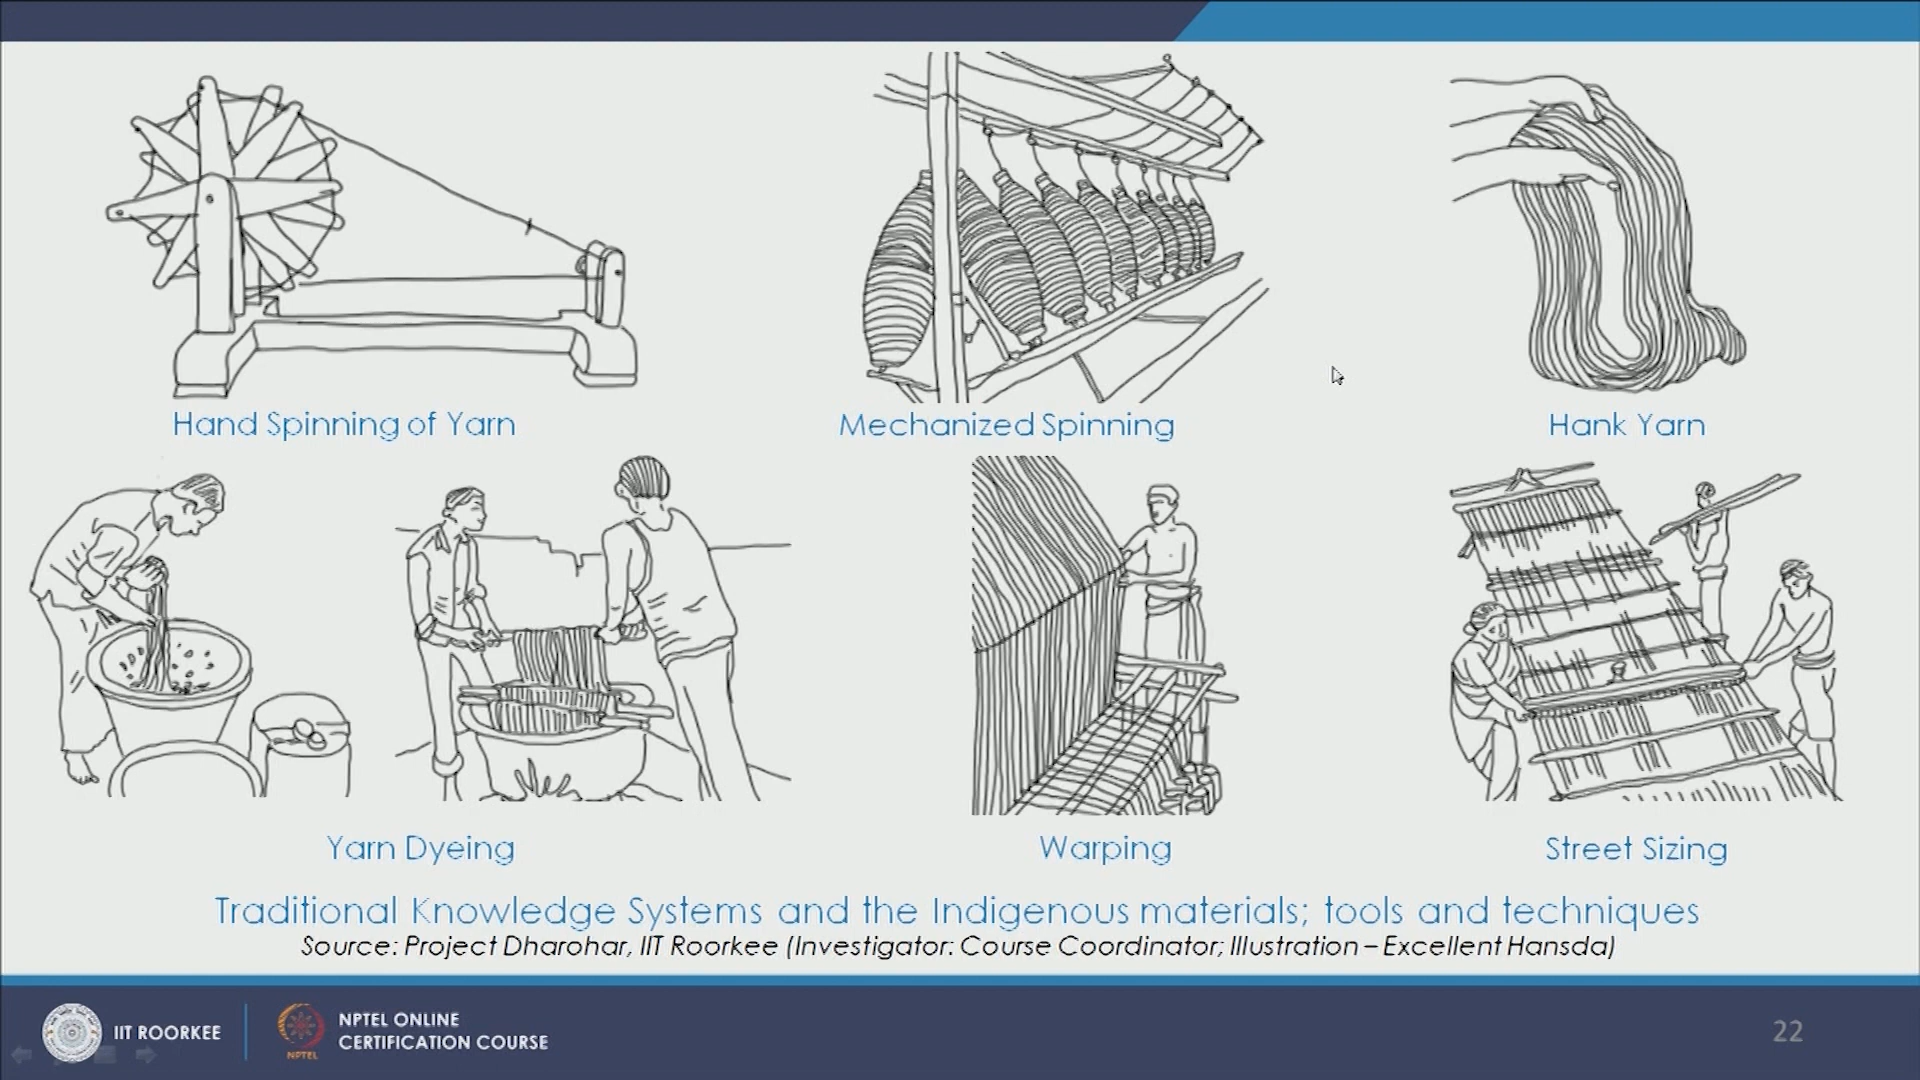 Hand Spinning of Yarn
Mechanized Spinning
Hank Yarn
Yarn Dyeing
Warping
Street Sizing
Traditional Knowledge Systems and the Indigenous materials; tools and techniques
Source: Project Dharohar, IIT Roorkee (Investigator: Course Coordinator; Illustration – Excellent Hansda)
IIT ROORKEE
NPTEL
NPTEL ONLINE
CERTIFICATION COURSE
22